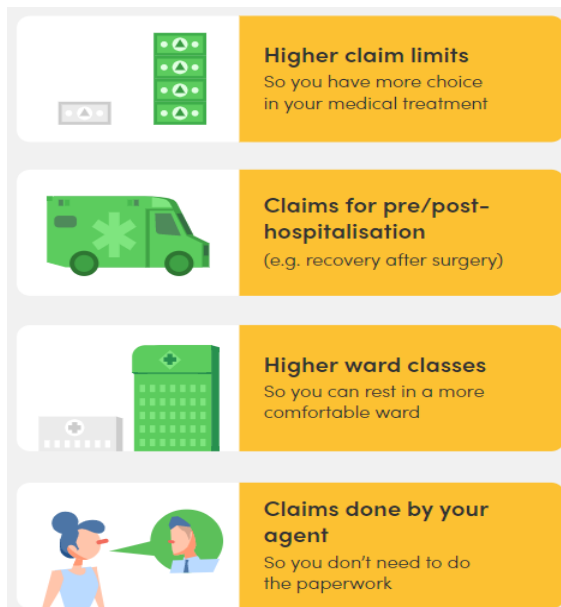 Higher claim limits
So you have more choice
in your medical treatment
Claims for pre/post-
hospitalisation
(e.g. recovery after surgery)
Higher ward classes
So you can rest in a more
comfortable ward
Claims done by your
agent
So you don't need to do
the paperwork